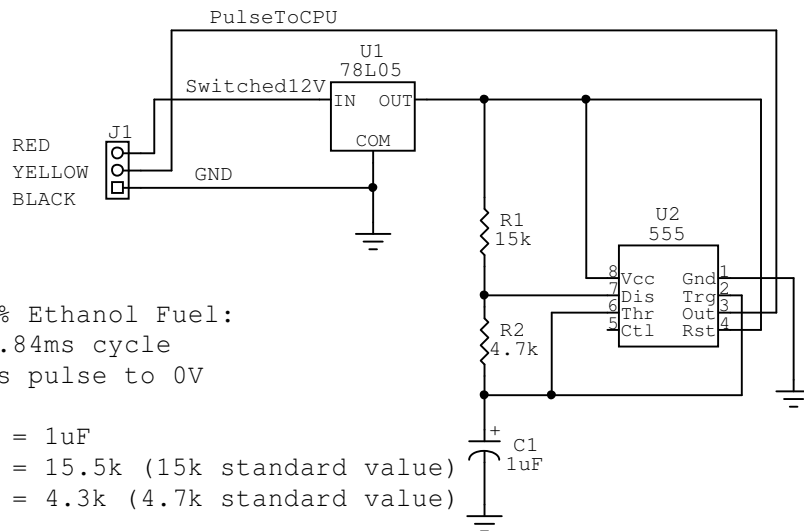 PulseToCPU
U1
78L05
Switched12V
IN OUT
COM
J1
RED
YELLOW
BLACK
GND
R1
15k
U2
555
8 Vcc Gnd 1
7 Dis Trg 2
6 Thr Out 3
5 Ctl Rst 4
R2
4.7k
% Ethanol Fuel:
.84ms cycle
s pulse to 0V
= 1uF
= 15.5k (15k standard value)
= 4.3k (4.7k standard value)
+
C1
1uF